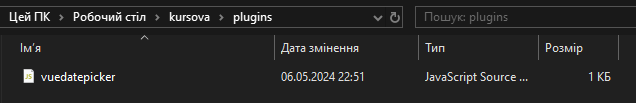 Цей ПК > Робочий стіл > kursova > plugins
Пошук: plugins
Ім'я
Дата змінення
Тип
Розмір
vuedatepicker
06.05.2024 22:51
JavaScript Source ...
1 КБ